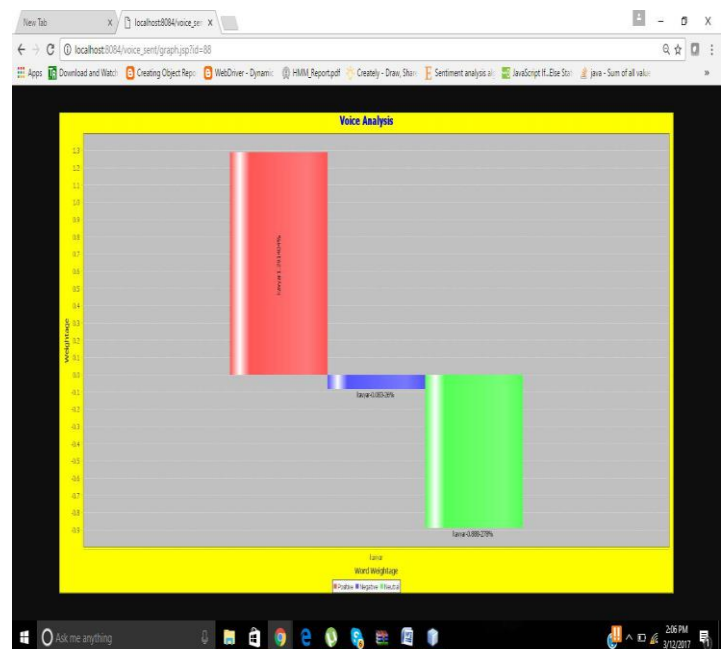 New Tab x localhost:8084/voice_ser x
localhost:8084/voice_sent/graph.jsp?id=88
Apps Download and Watch Creating Object Repo WebDriver - Dynamic HMM_Report.pdf Creately - Draw, Share Sentiment analysis al JavaScript If...Else Sta java - Sum of all value »
Voice Analysis
1.3
1.2
1.1
1.0
0.9
0.8
0.7
0.6
0.5
0.4
0.3
0.2
0.1
0.0
-0.1
-0.2
-0.3
-0.4
-0.5
-0.6
-0.7
-0.8
-0.9
Weightage
Word Weightage
Positive Negative Neutral
Ask me anything
2:06 PM
3/12/2017